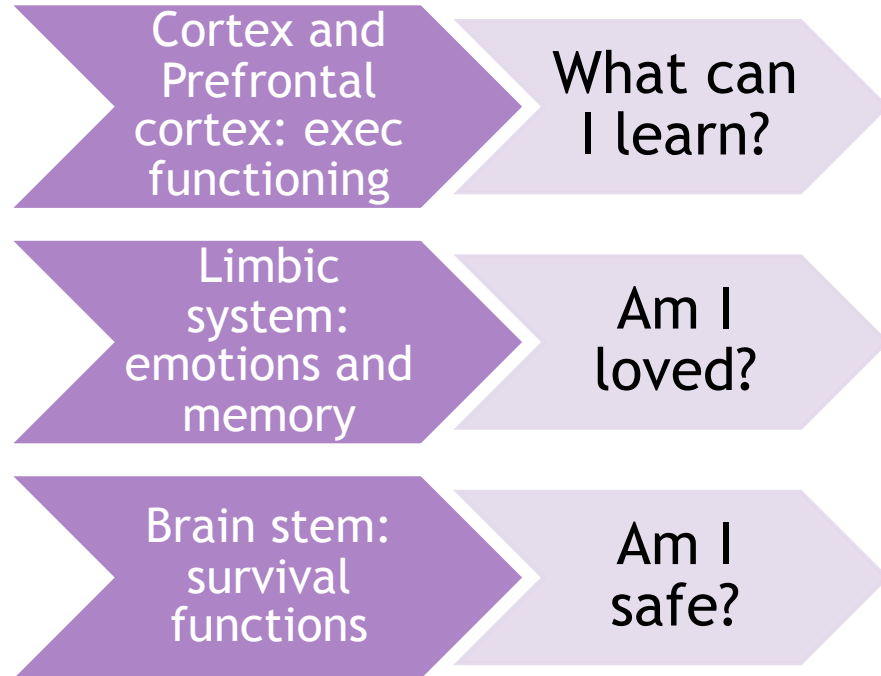 Cortex and
Prefrontal
cortex: exec
functioning
What can
I learn?
Limbic
system:
emotions and
memory
Am I
loved?
Brain stem:
survival
functions
Am I
safe?